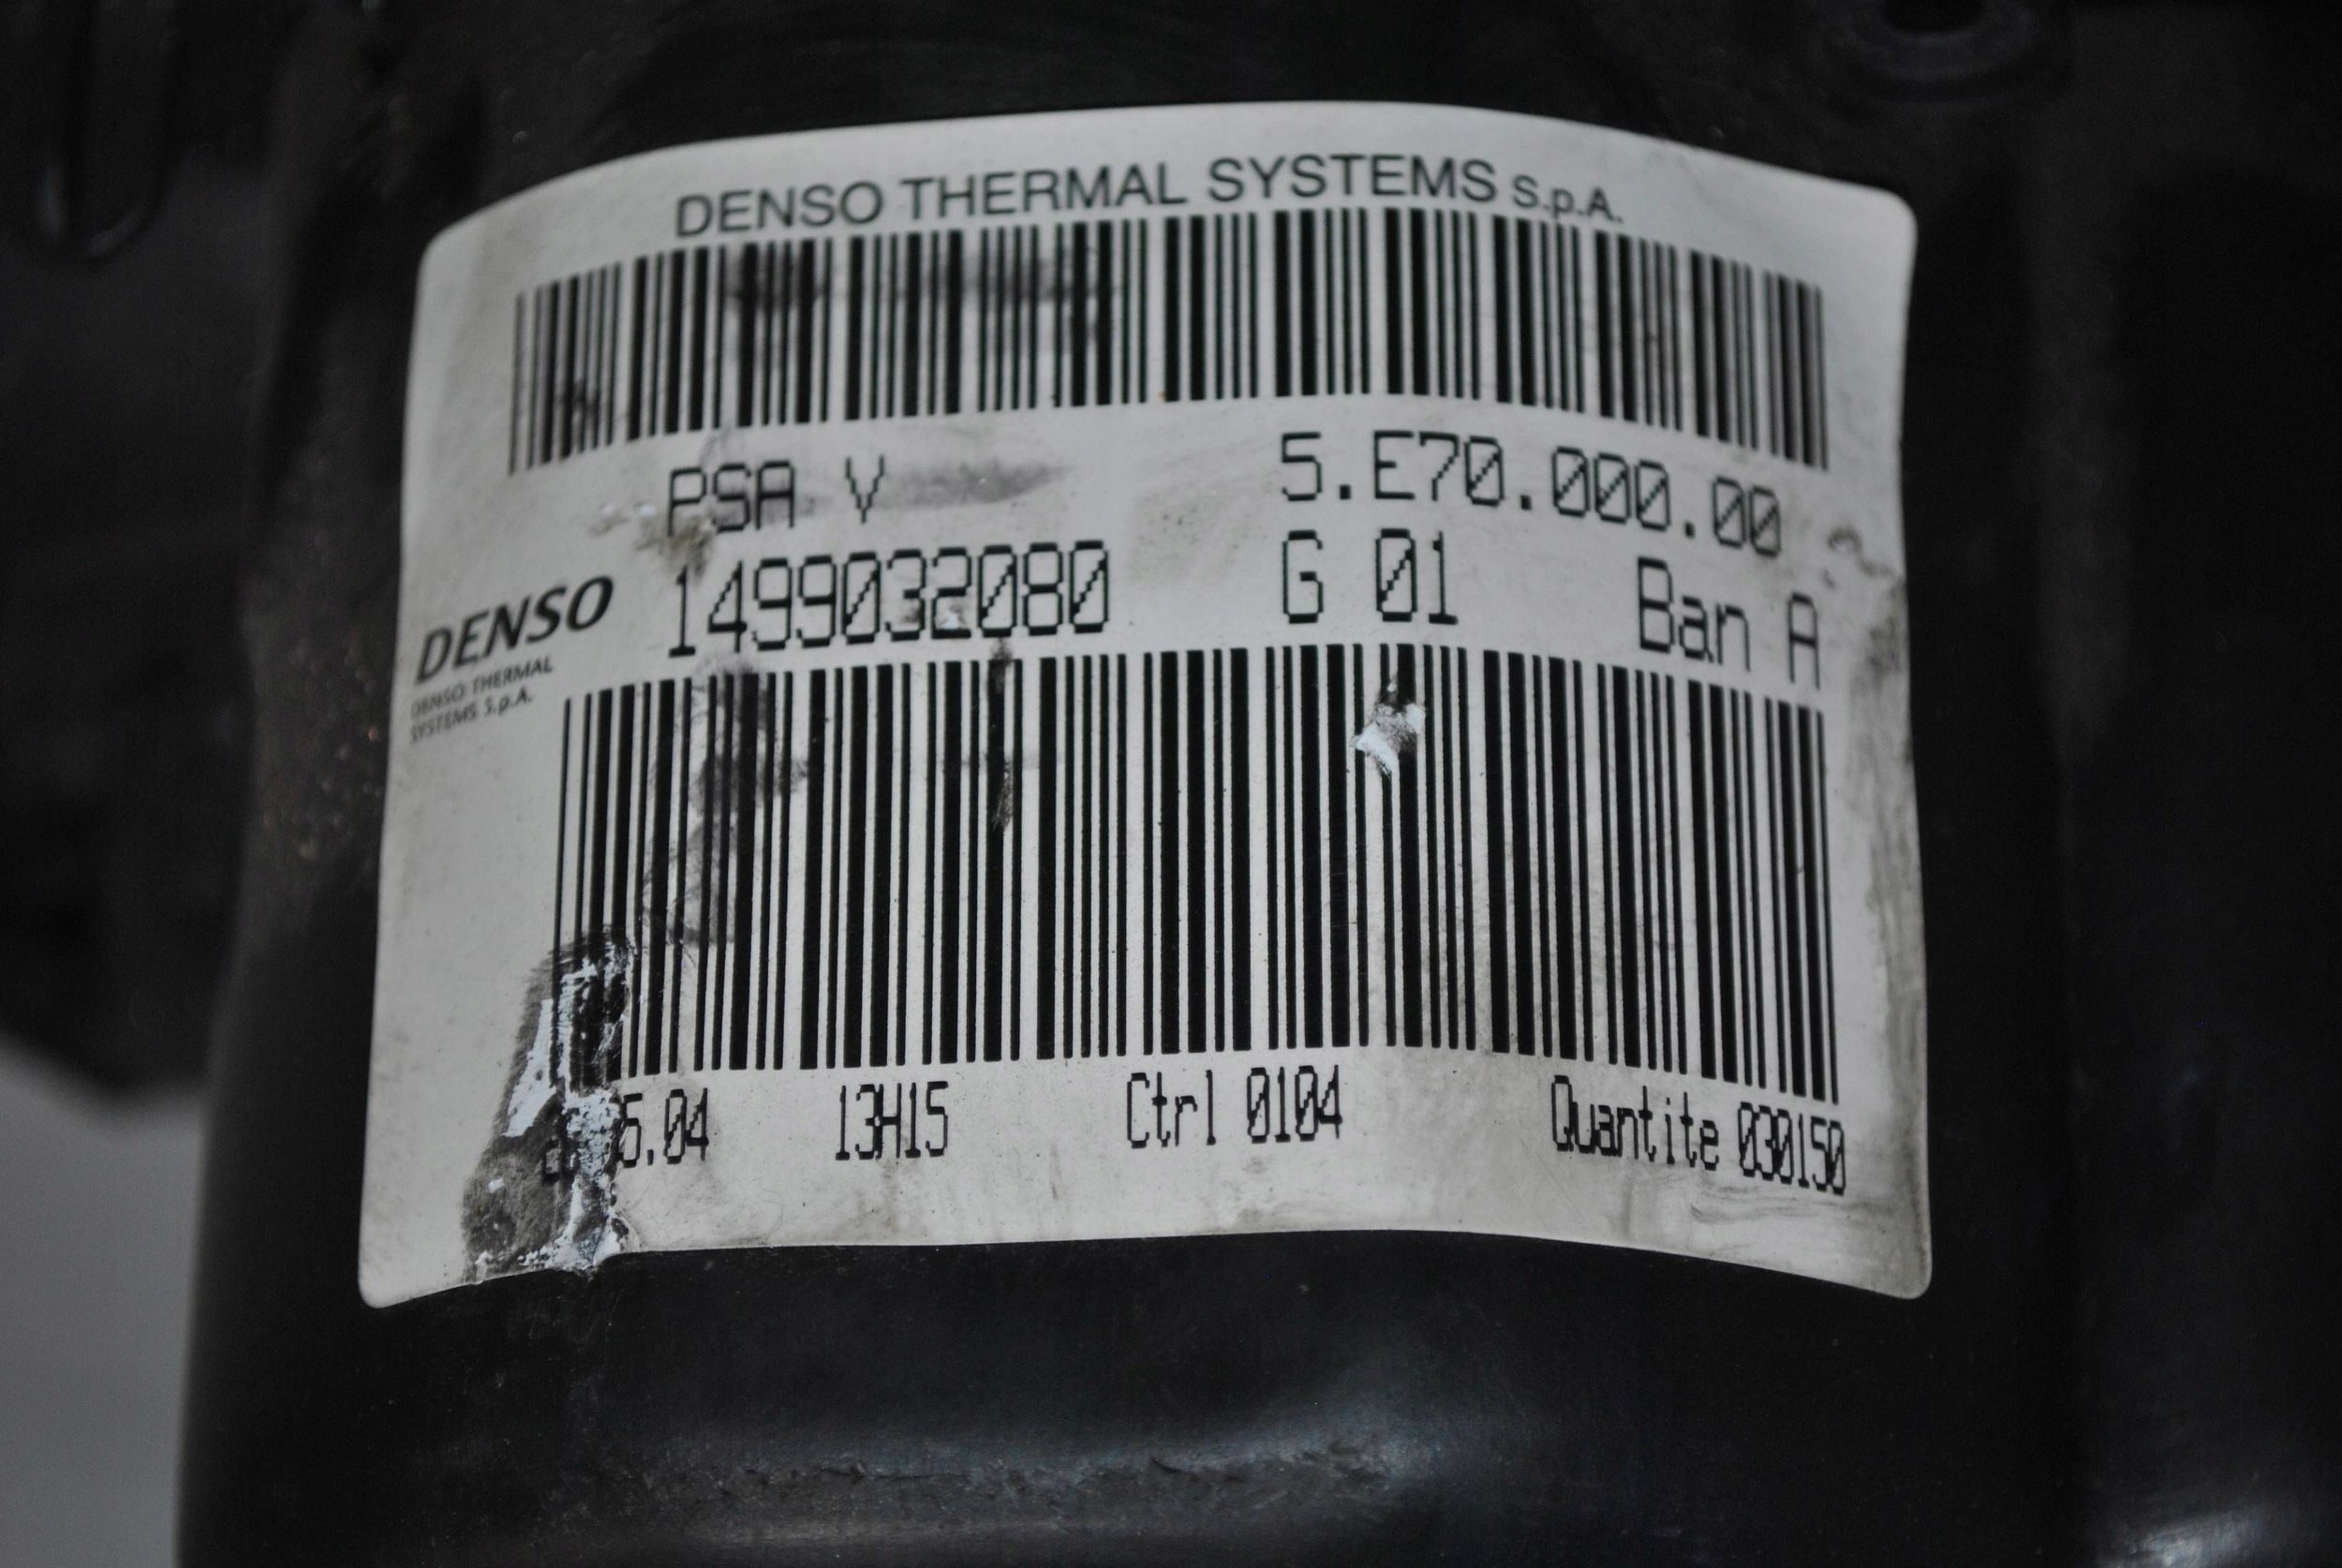 DENSO THERMAL SYSTEMS S.p.A.
PSA V 5.E70.000.00
1499032080 G 01 Ban A
DENSO
DENSO THERMAL
SYSTEMS S.p.A.
13H15 Ctrl 0104 Quantite 030150